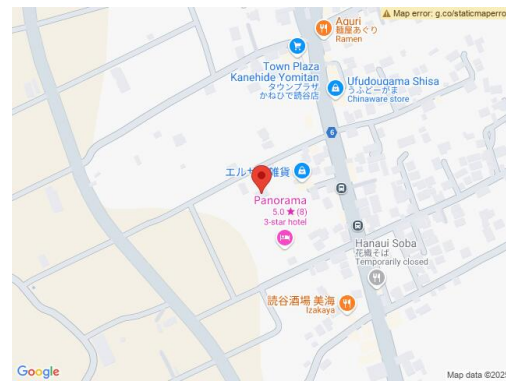 Map error: g.co/staticmaperro
Aguri
麺屋あぐり
Ramen
Town Plaza
Kanehide Yomitan
タウンプラザ
かねひで読谷店
Ufudougama Shisa
うふどーがま
Chinaware store
6
雑貨
Panorama
5.0 ★ (8)
3-star hotel
Hanaui Soba
花織そば
Temporarily closed
読谷酒場 美海
Izakaya
Google
Map data ©2025